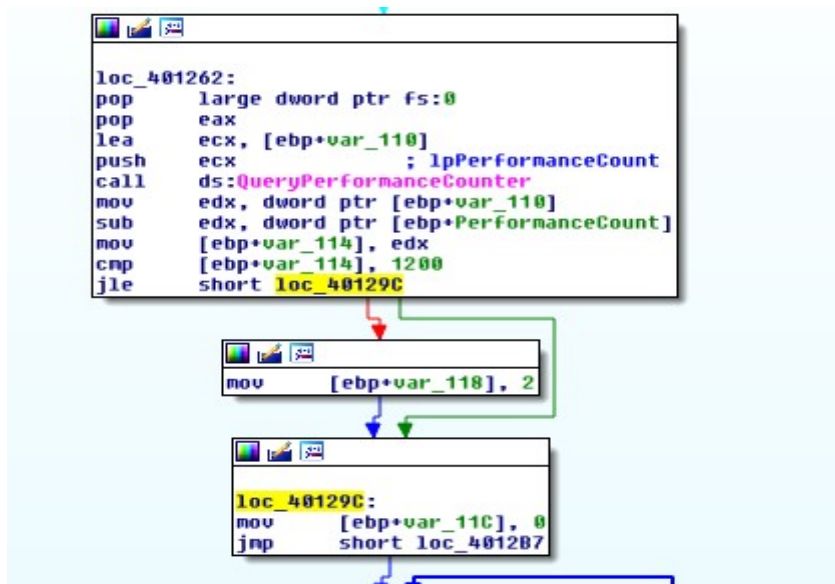 loc_401262:
pop large dword ptr fs:0
pop eax
lea ecx, [ebp+var_110]
push ecx ; lpPerformanceCount
call ds:QueryPerformanceCounter
mov edx, dword ptr [ebp+var_110]
sub edx, dword ptr [ebp+PerformanceCount]
mov [ebp+var_114], edx
cmp [ebp+var_114], 1200
jle short loc_40129C
mov [ebp+var_118], 2
loc_40129C:
mov [ebp+var_11C], 0
jmp short loc_4012B7